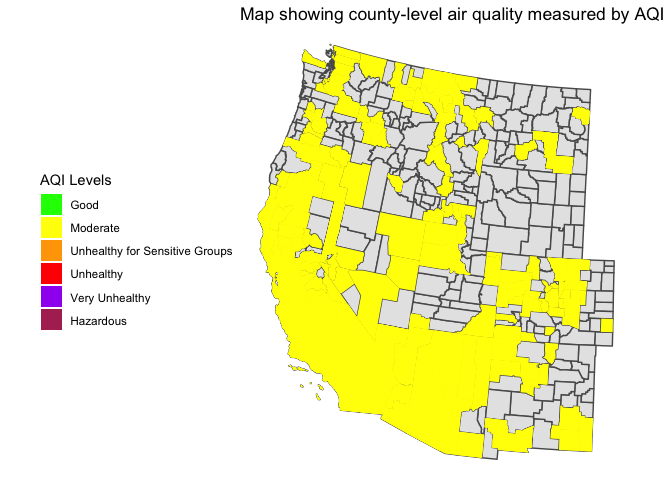 Map showing county-level air quality measured by AQI
AQI Levels
Good
Moderate
Unhealthy for Sensitive Groups
Unhealthy
Very Unhealthy
Hazardous